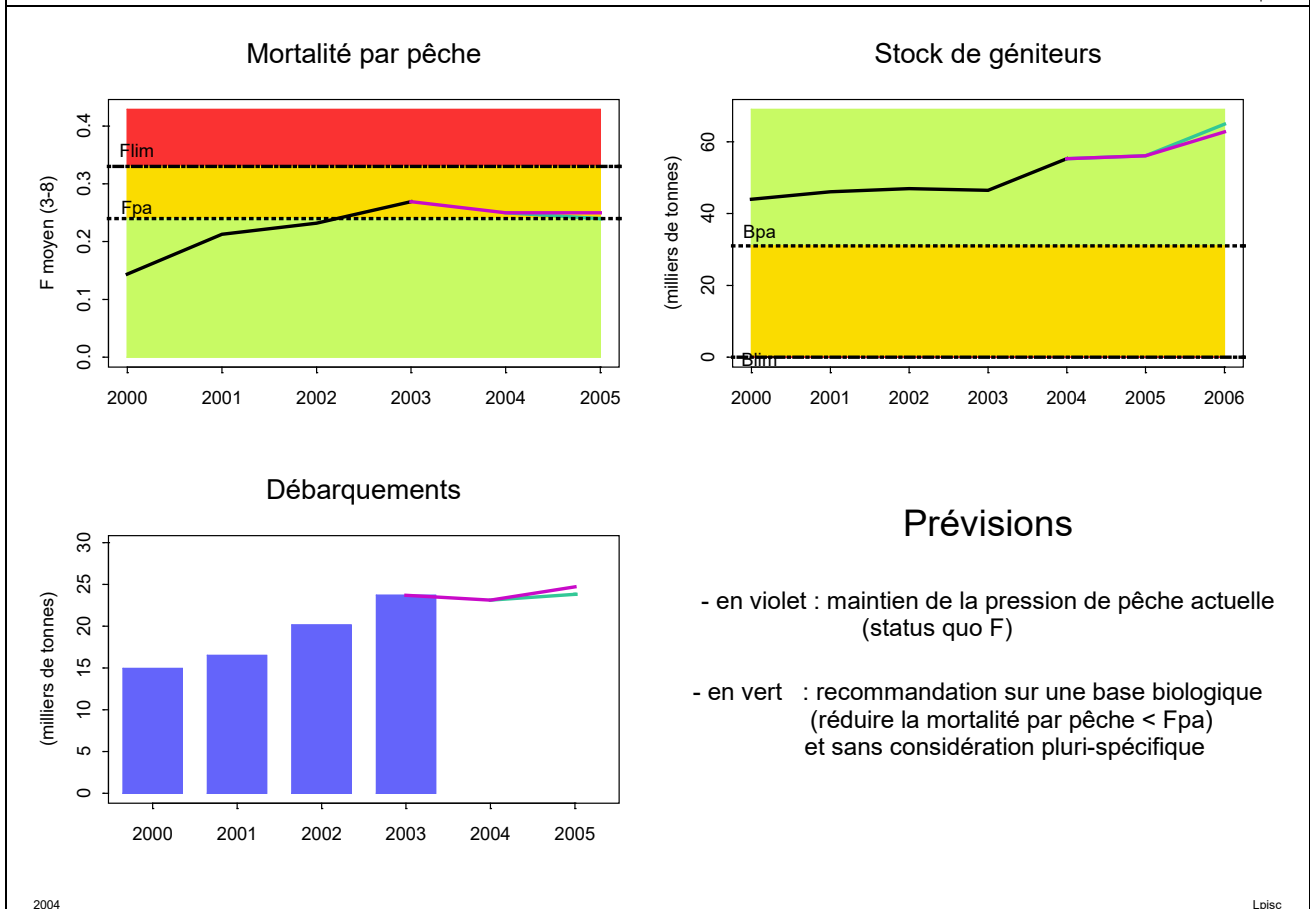 Mortalité par pêche
F moyen (3-8)
0.0 0.1 0.2 0.3 0.4
Flim
Fpa
2000 2001 2002 2003 2004 2005
Stock de géniteurs
(milliers de tonnes)
0 20 40 60
Bpa
Blim
2000 2001 2002 2003 2004 2005 2006
Débarquements
(milliers de tonnes)
0 5 10 15 20 25 30
2000 2001 2002 2003 2004 2005
Prévisions
- en violet : maintien de la pression de pêche actuelle
(status quo F)
- en vert : recommandation sur une base biologique
(réduire la mortalité par pêche < Fpa)
et sans considération pluri-spécifique
2004
Lpisc